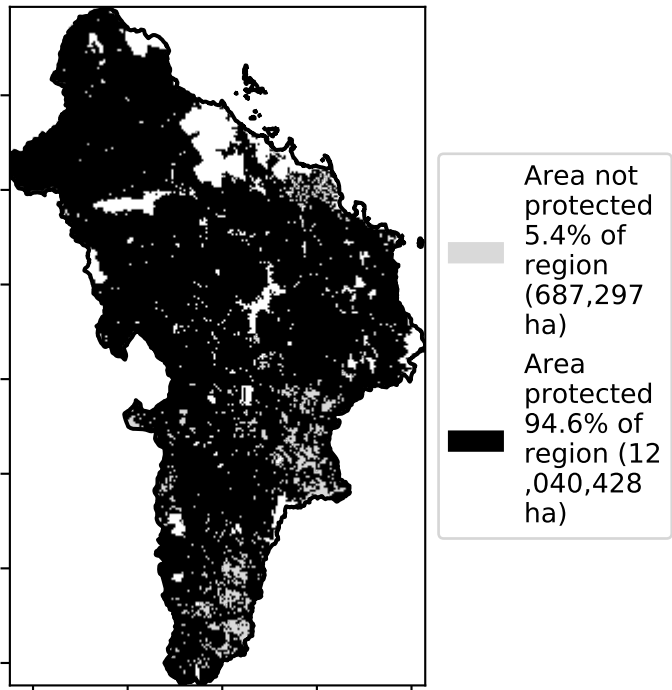 Area not
protected
5.4% of
region
(687,297
ha)
Area
protected
94.6% of
region (12
,040,428
ha)